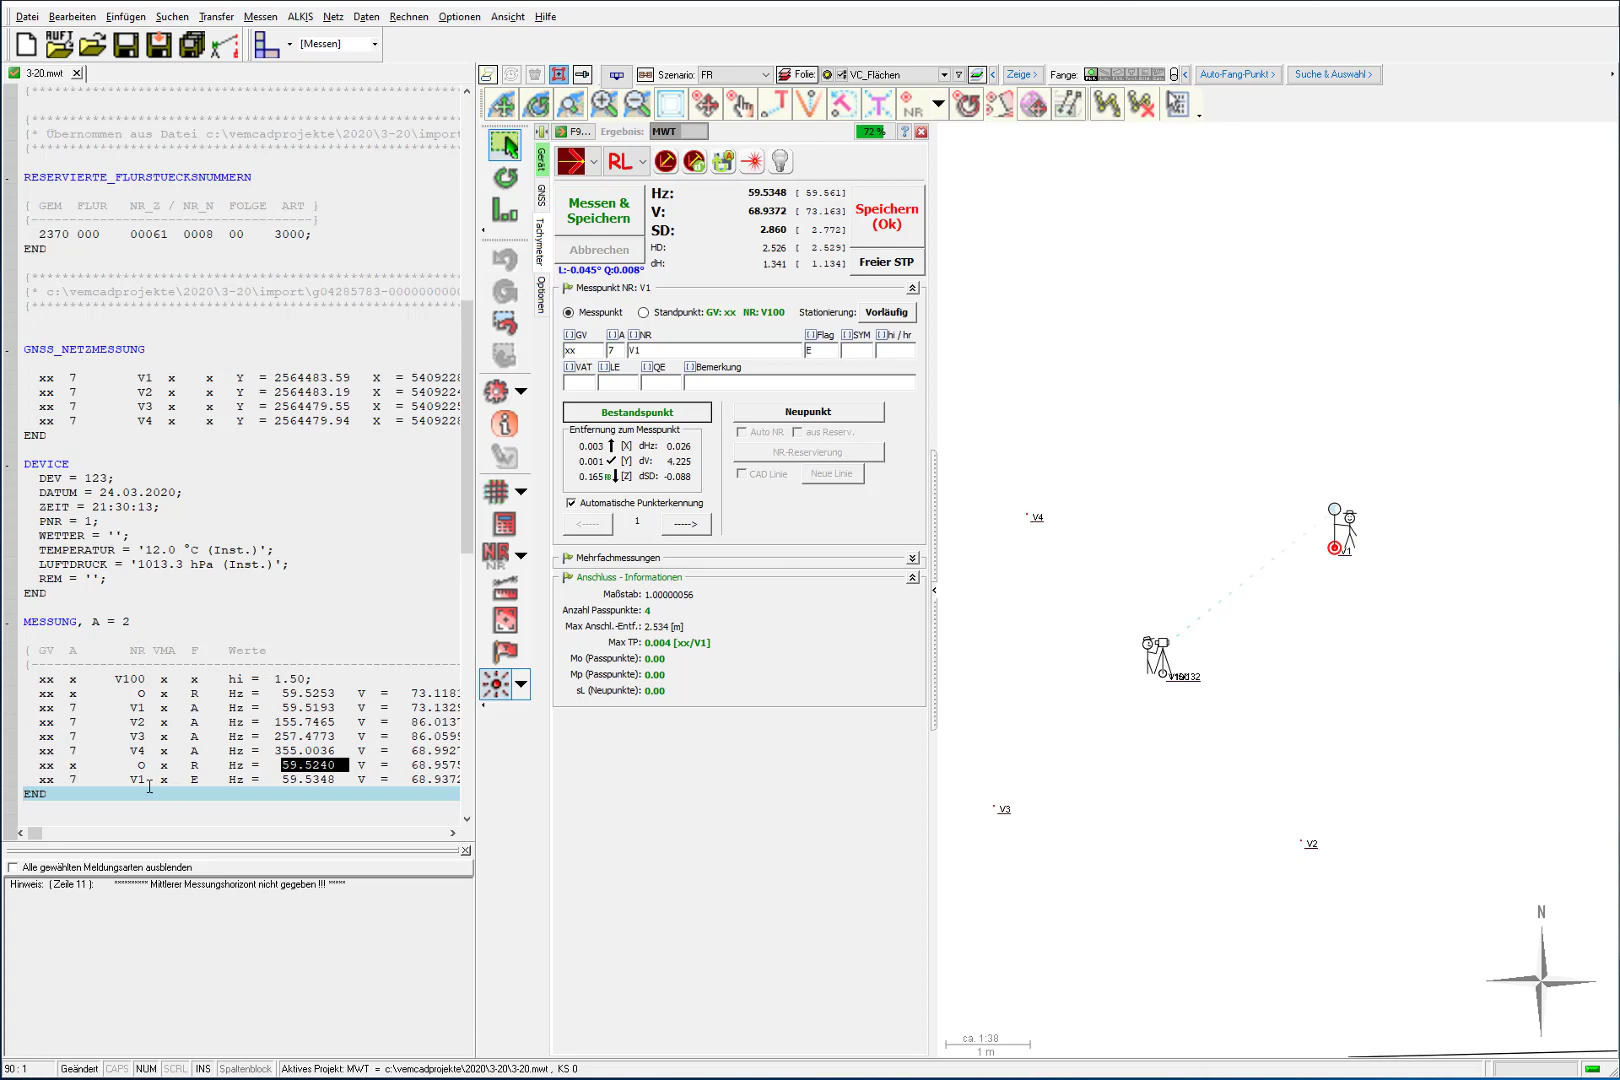 Datei Bearbeiten Einfügen Suchen Transfer Messen ALKIS Netz Daten Rechnen Optionen Ansicht Hilfe
RUFT [Messen]
3-20.mwt
Szenario: FR Folie: VC_Flächen Zeige > Fänge: Auto-Fang-Punkt > Suche & Auswahl >
{*****************************************
{*****************************************
{* Übernommen aus Datei c:\vemcadprojekte\2020\3-20\import
{*****************************************
RESERVIERTE_FLURSTUECKSNUMMERN
{ GEM FLUR NR_Z / NR_N FOLGE ART }
{------------------------------------}
2370 000 00061 0008 00 3000;
END
{*****************************************
{* c:\vemcadprojekte\2020\3-20\import\g04285783-0000000000
{*****************************************
GNSS_NETZMESSUNG
xx 7 V1 x x Y = 2564483.59 X = 5409228
xx 7 V2 x x Y = 2564483.19 X = 5409224
xx 7 V3 x x Y = 2564479.55 X = 5409225
xx 7 V4 x x Y = 2564479.94 X = 5409228
END
DEVICE
DEV = 123;
DATUM = 24.03.2020;
ZEIT = 21:30:13;
PNR = 1;
WETTER = '';
TEMPERATUR = '12.0 °C (Inst.)';
LUFTDRUCK = '1013.3 hPa (Inst.)';
REM = '';
END
MESSUNG, A = 2
{ GV A NR VMA F Werte
{-----------------------------------------
xx x V100 x x hi = 1.50;
xx x O x R Hz = 59.5253 V = 73.1181
xx 7 V1 x A Hz = 59.5193 V = 73.1329
xx 7 V2 x A Hz = 155.7465 V = 86.0137
xx 7 V3 x A Hz = 257.4773 V = 86.0599
xx 7 V4 x A Hz = 355.0036 V = 68.9927
xx x O x R Hz = 59.5240 V = 68.9575
xx 7 V1 x E Hz = 59.5348 V = 68.9372
END
Alle gewählten Meldungsarten ausblenden
Hinweis: ( Zeile 11 ): ********** Mittlerer Messungshorizont nicht gegeben !!! *****
NR
F9... Ergebnis: MWT 72 % ?
Gerät
GNSS
Tachymeter
Optionen
RL
Messen & Speichern
Abbrechen
L:-0.045° Q:0.008°
Hz: 59.5348 [ 59.561]
V: 68.9372 [ 73.163]
SD: 2.860 [ 2.772]
HD: 2.526 [ 2.529]
dH: 1.341 [ 1.134]
Speichern (Ok)
Freier STP
Messpunkt NR: V1
Messpunkt Standpunkt: GV: xx NR: V100 Stationierung: Vorläufig
GV A NR Flag SYM hi / hr
xx 7 V1 E
VAT LE QE Bemerkung
Bestandspunkt Neupunkt
Entfernung zum Messpunkt
0.003 [X] dHz: 0.026
0.001 [Y] dV: 4.225
0.165 [Z] dSD: -0.088
Auto NR aus Reserv.
NR-Reservierung
CAD Linie Neue Linie
Automatische Punkterkennung
<----- 1 ----->
Mehrfachmessungen
Anschluss - Informationen
Maßstab: 1.00000056
Anzahl Passpunkte: 4
Max Anschl.-Entf.: 2.534 [m]
Max TP: 0.004 [xx/V1]
Mo (Passpunkte): 0.00
Mp (Passpunkte): 0.00
sL (Neupunkte): 0.00
NR
NR
V4
V1
V3
V2
N
ca. 1:38
1 m
90 : 1 Geändert CAPS NUM SCRL INS Spaltenblock Aktives Projekt: MWT = c:\vemcadprojekte\2020\3-20\3-20.mwt , KS 0